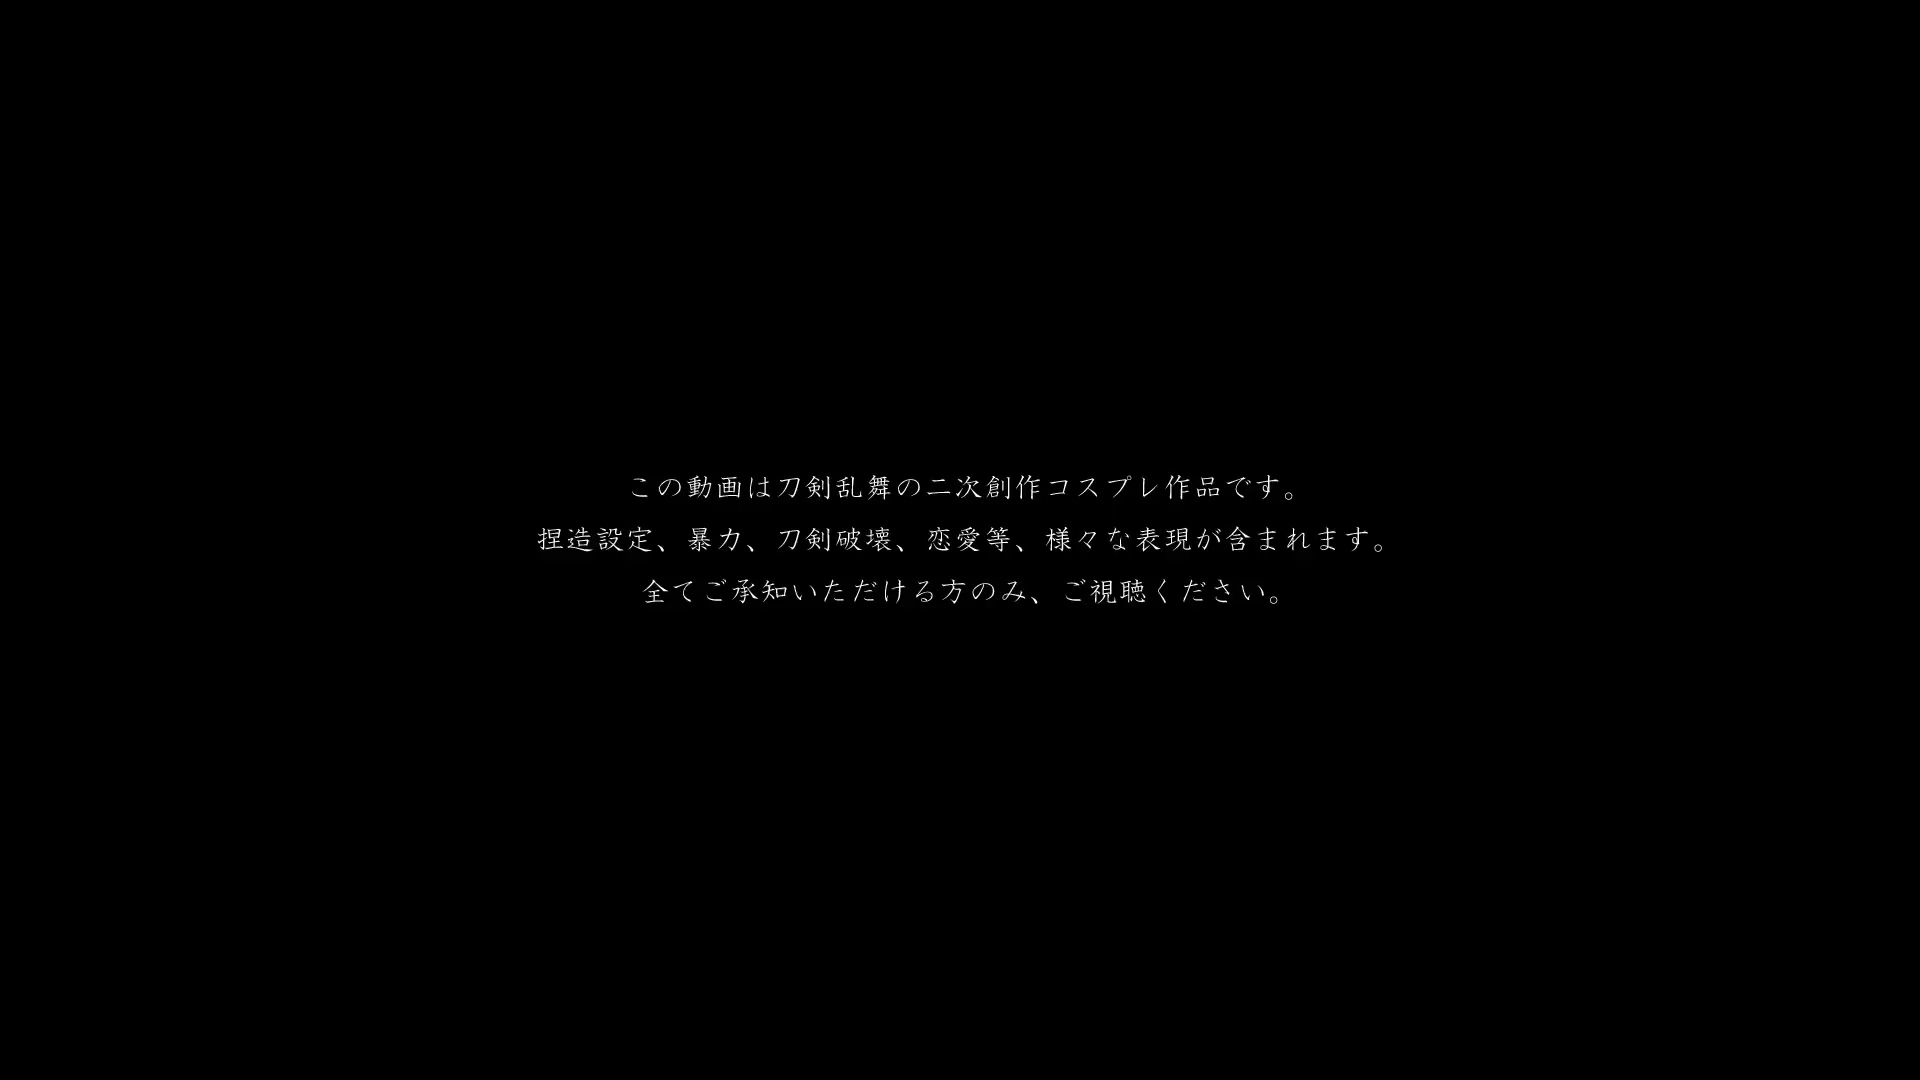 この動画は刀剣乱舞の二次創作コスプレ作品です。
捏造設定、暴力、刀剣破壊、恋愛等、様々な表現が含まれます。
全てご承知いただける方のみ、ご視聴ください。